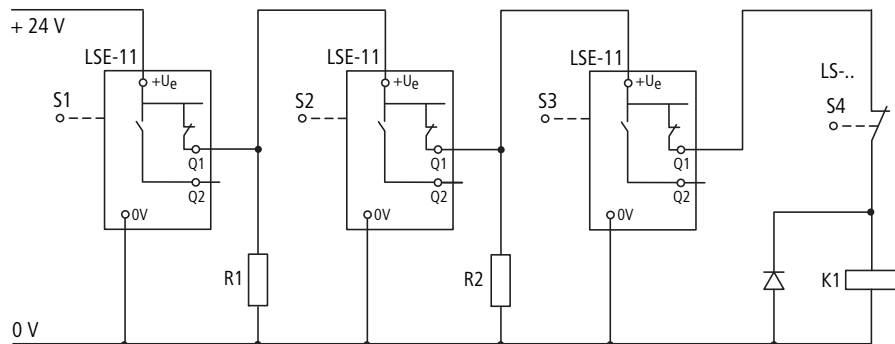 + 24 V
LSE-11
LSE-11
LSE-11
LS-..
+Ue
+Ue
+Ue
S1
S2
S3
S4
Q1
Q1
Q1
Q2
Q2
Q2
0V
0V
0V
R1
R2
K1
0 V